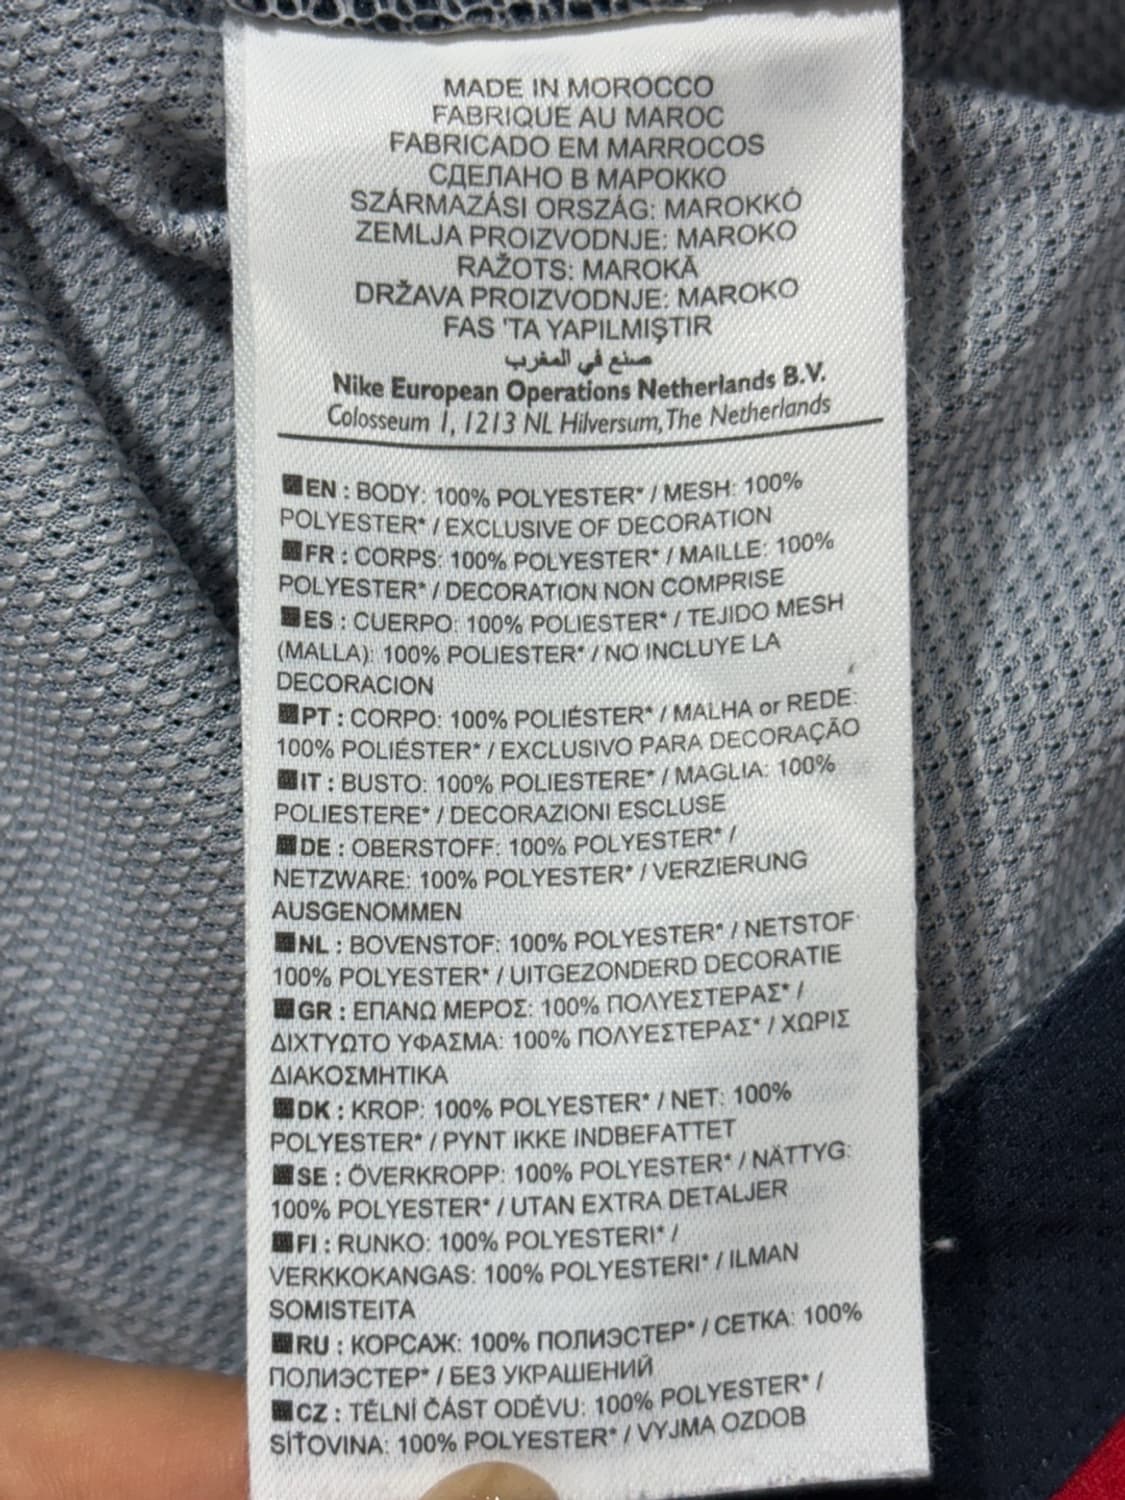 MADE IN MOROCCO
FABRIQUE AU MAROC
FABRICADO EM MARROCOS
СДЕЛАНО В МАРОККО
SZÁRMAZÁSI ORSZÁG: MAROKKÓ
ZEMLJA PROIZVODNJE: MAROKO
RAŽOTS: MAROKĀ
DRŽAVA PROIZVODNJE: MAROKO
FAS 'TA YAPILMIŞTIR
صنع في المغرب
Nike European Operations Netherlands B.V.
Colosseum 1, 1213 NL Hilversum, The Netherlands
EN : BODY: 100% POLYESTER* / MESH: 100%
POLYESTER* / EXCLUSIVE OF DECORATION
FR : CORPS: 100% POLYESTER* / MAILLE: 100%
POLYESTER* / DECORATION NON COMPRISE
ES : CUERPO: 100% POLIESTER* / TEJIDO MESH
(MALLA): 100% POLIESTER* / NO INCLUYE LA
DECORACION
PT : CORPO: 100% POLIÉSTER* / MALHA or REDE:
100% POLIÉSTER* / EXCLUSIVO PARA DECORAÇÃO
IT : BUSTO: 100% POLIESTERE* / MAGLIA: 100%
POLIESTERE* / DECORAZIONI ESCLUSE
DE : OBERSTOFF: 100% POLYESTER* /
NETZWARE: 100% POLYESTER* / VERZIERUNG
AUSGENOMMEN
NL : BOVENSTOF: 100% POLYESTER* / NETSTOF:
100% POLYESTER* / UITGEZONDERD DECORATIE
GR : ΕΠΑΝΩ ΜΕΡΟΣ: 100% ΠΟΛΥΕΣΤΕΡΑΣ* /
ΔΙΧΤΥΩΤΟ ΥΦΑΣΜΑ: 100% ΠΟΛΥΕΣΤΕΡΑΣ* / ΧΩΡΙΣ
ΔΙΑΚΟΣΜΗΤΙΚΑ
DK : KROP: 100% POLYESTER* / NET: 100%
POLYESTER* / PYNT IKKE INDBEFATTET
SE : ÖVERKROPP: 100% POLYESTER* / NÄTTYG:
100% POLYESTER* / UTAN EXTRA DETALJER
FI : RUNKO: 100% POLYESTERI* /
VERKKOKANGAS: 100% POLYESTERI* / ILMAN
SOMISTEITA
RU : КОРСАЖ: 100% ПОЛИЭСТЕР* / СЕТКА: 100%
ПОЛИЭСТЕР* / БЕЗ УКРАШЕНИЙ
CZ : TĚLNÍ ČÁST ODĚVU: 100% POLYESTER* /
SÍŤOVINA: 100% POLYESTER* / VYJMA OZDOB